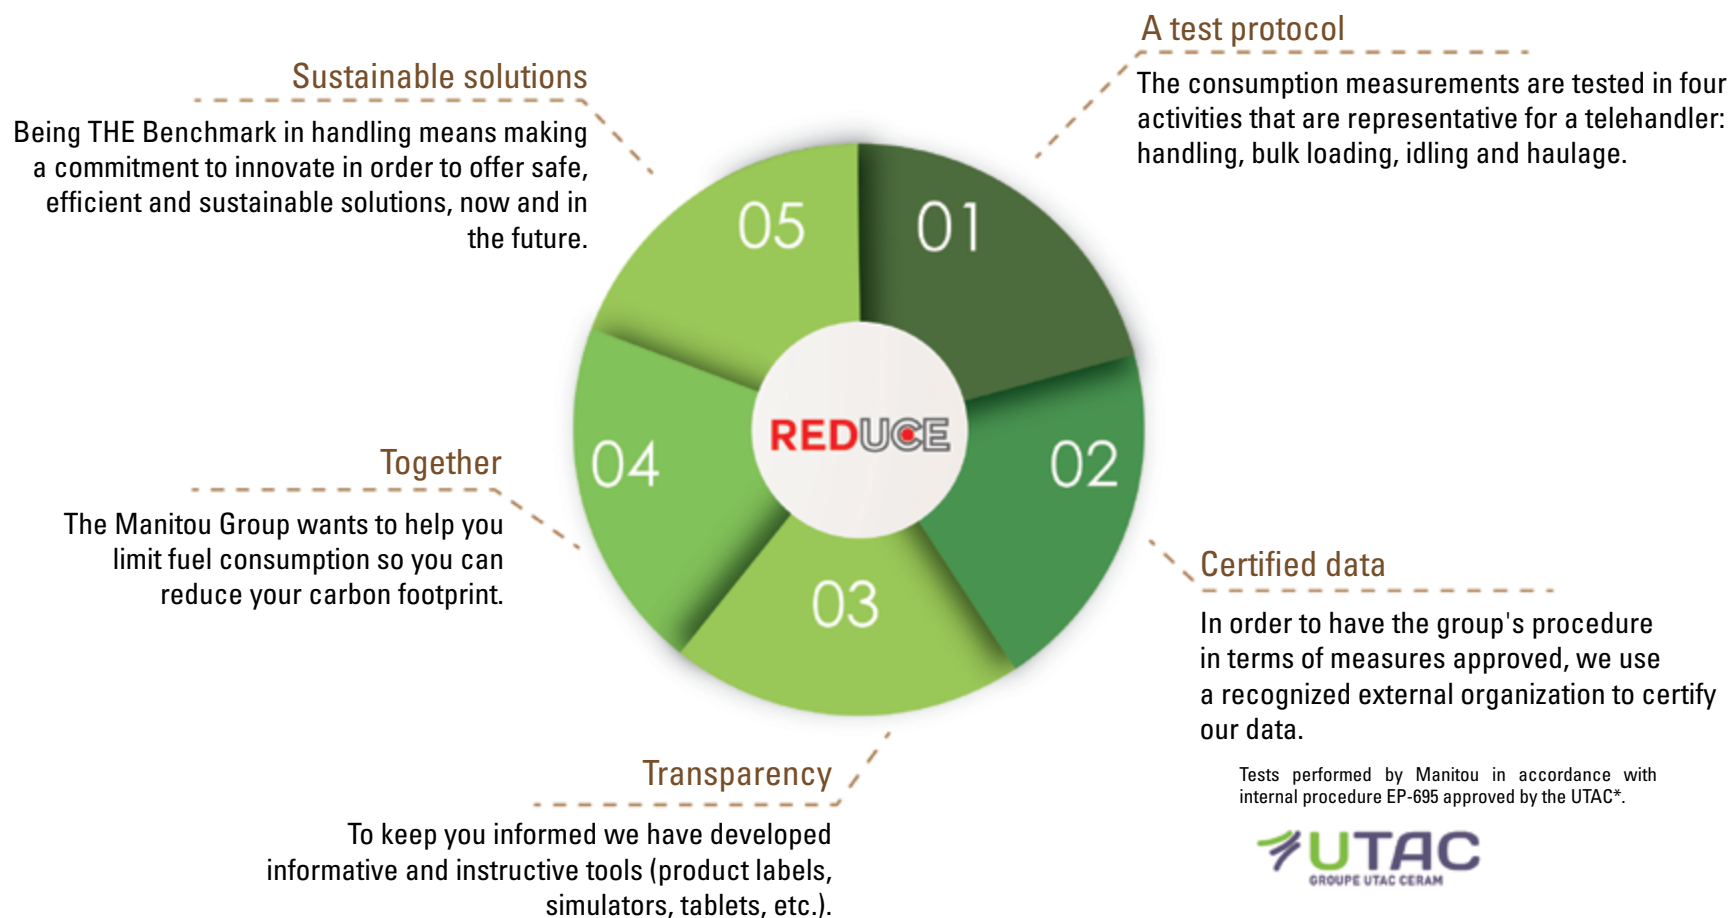 A test protocol
The consumption measurements are tested in four
activities that are representative for a telehandler:
handling, bulk loading, idling and haulage.
Sustainable solutions
Being THE Benchmark in handling means making
a commitment to innovate in order to offer safe,
efficient and sustainable solutions, now and in
the future.
05
01
REDUCE
04
02
03
Together
The Manitou Group wants to help you
limit fuel consumption so you can
reduce your carbon footprint.
Certified data
In order to have the group's procedure
in terms of measures approved, we use
a recognized external organization to certify
our data.
Tests performed by Manitou in accordance with
internal procedure EP-695 approved by the UTAC*.
UTAC
GROUPE UTAC CERAM
Transparency
To keep you informed we have developed
informative and instructive tools (product labels,
simulators, tablets, etc.).